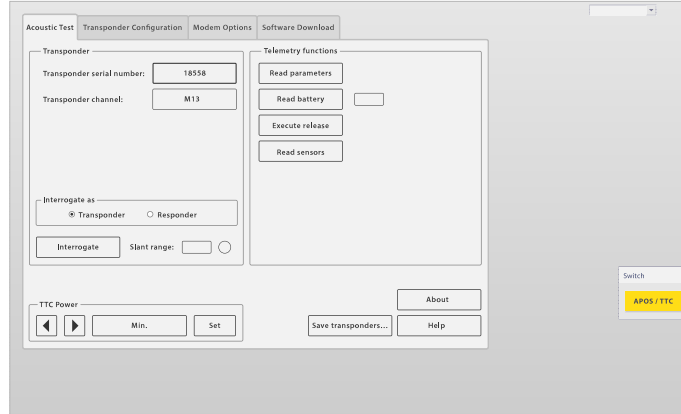 Acoustic Test Transponder Configuration Modem Options Software Download
Transponder
Transponder serial number: 18558
Transponder channel: M13
Interrogate as
Transponder Responder
Interrogate Slant range:
Telemetry functions
Read parameters
Read battery
Execute release
Read sensors
TTC Power
Min. Set
About
Save transponders... Help
Switch
APOS / TTC